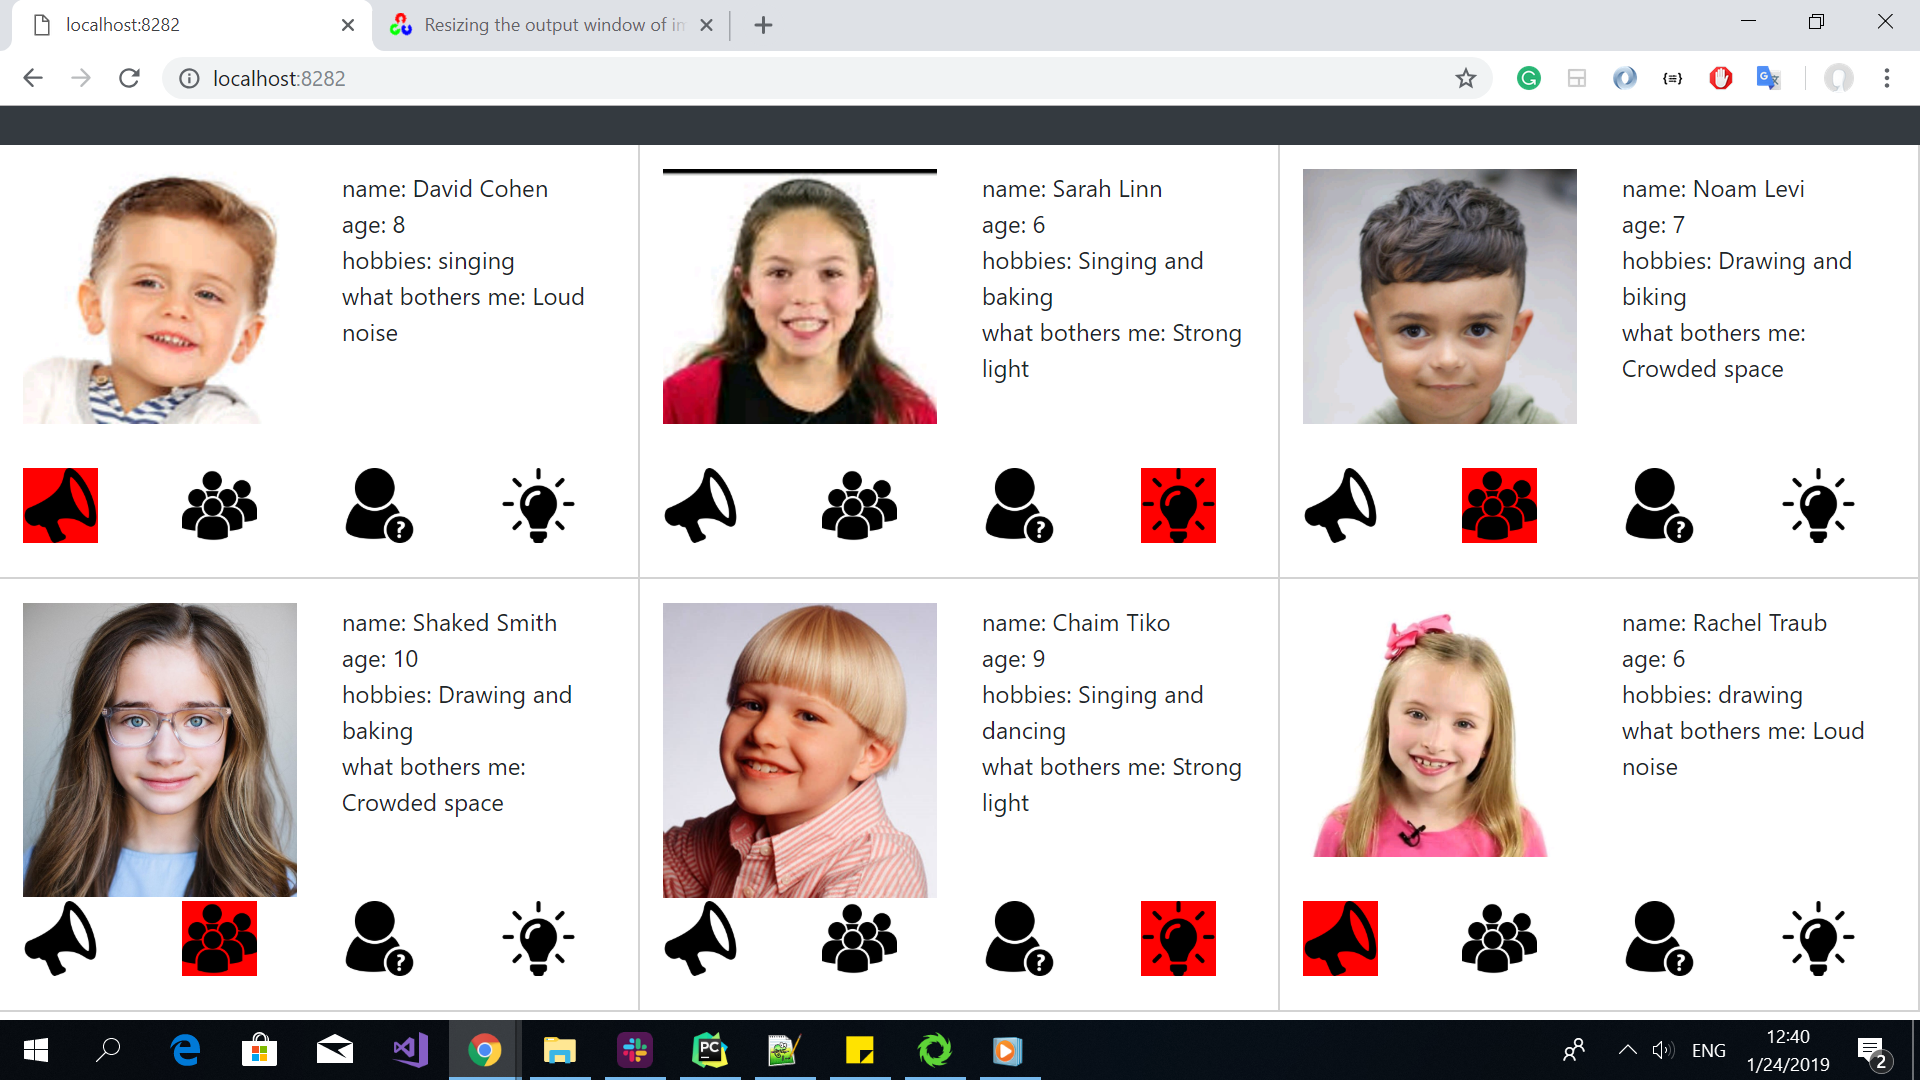 localhost:8282
Resizing the output window of in
localhost:8282
name: David Cohen
age: 8
hobbies: singing
what bothers me: Loud
noise
name: Sarah Linn
age: 6
hobbies: Singing and
baking
what bothers me: Strong
light
name: Noam Levi
age: 7
hobbies: Drawing and
biking
what bothers me:
Crowded space
?
?
?
name: Shaked Smith
age: 10
hobbies: Drawing and
baking
what bothers me:
Crowded space
name: Chaim Tiko
age: 9
hobbies: Singing and
dancing
what bothers me: Strong
light
name: Rachel Traub
age: 6
hobbies: drawing
what bothers me: Loud
noise
?
?
?
PC
ENG
12:40
1/24/2019
2